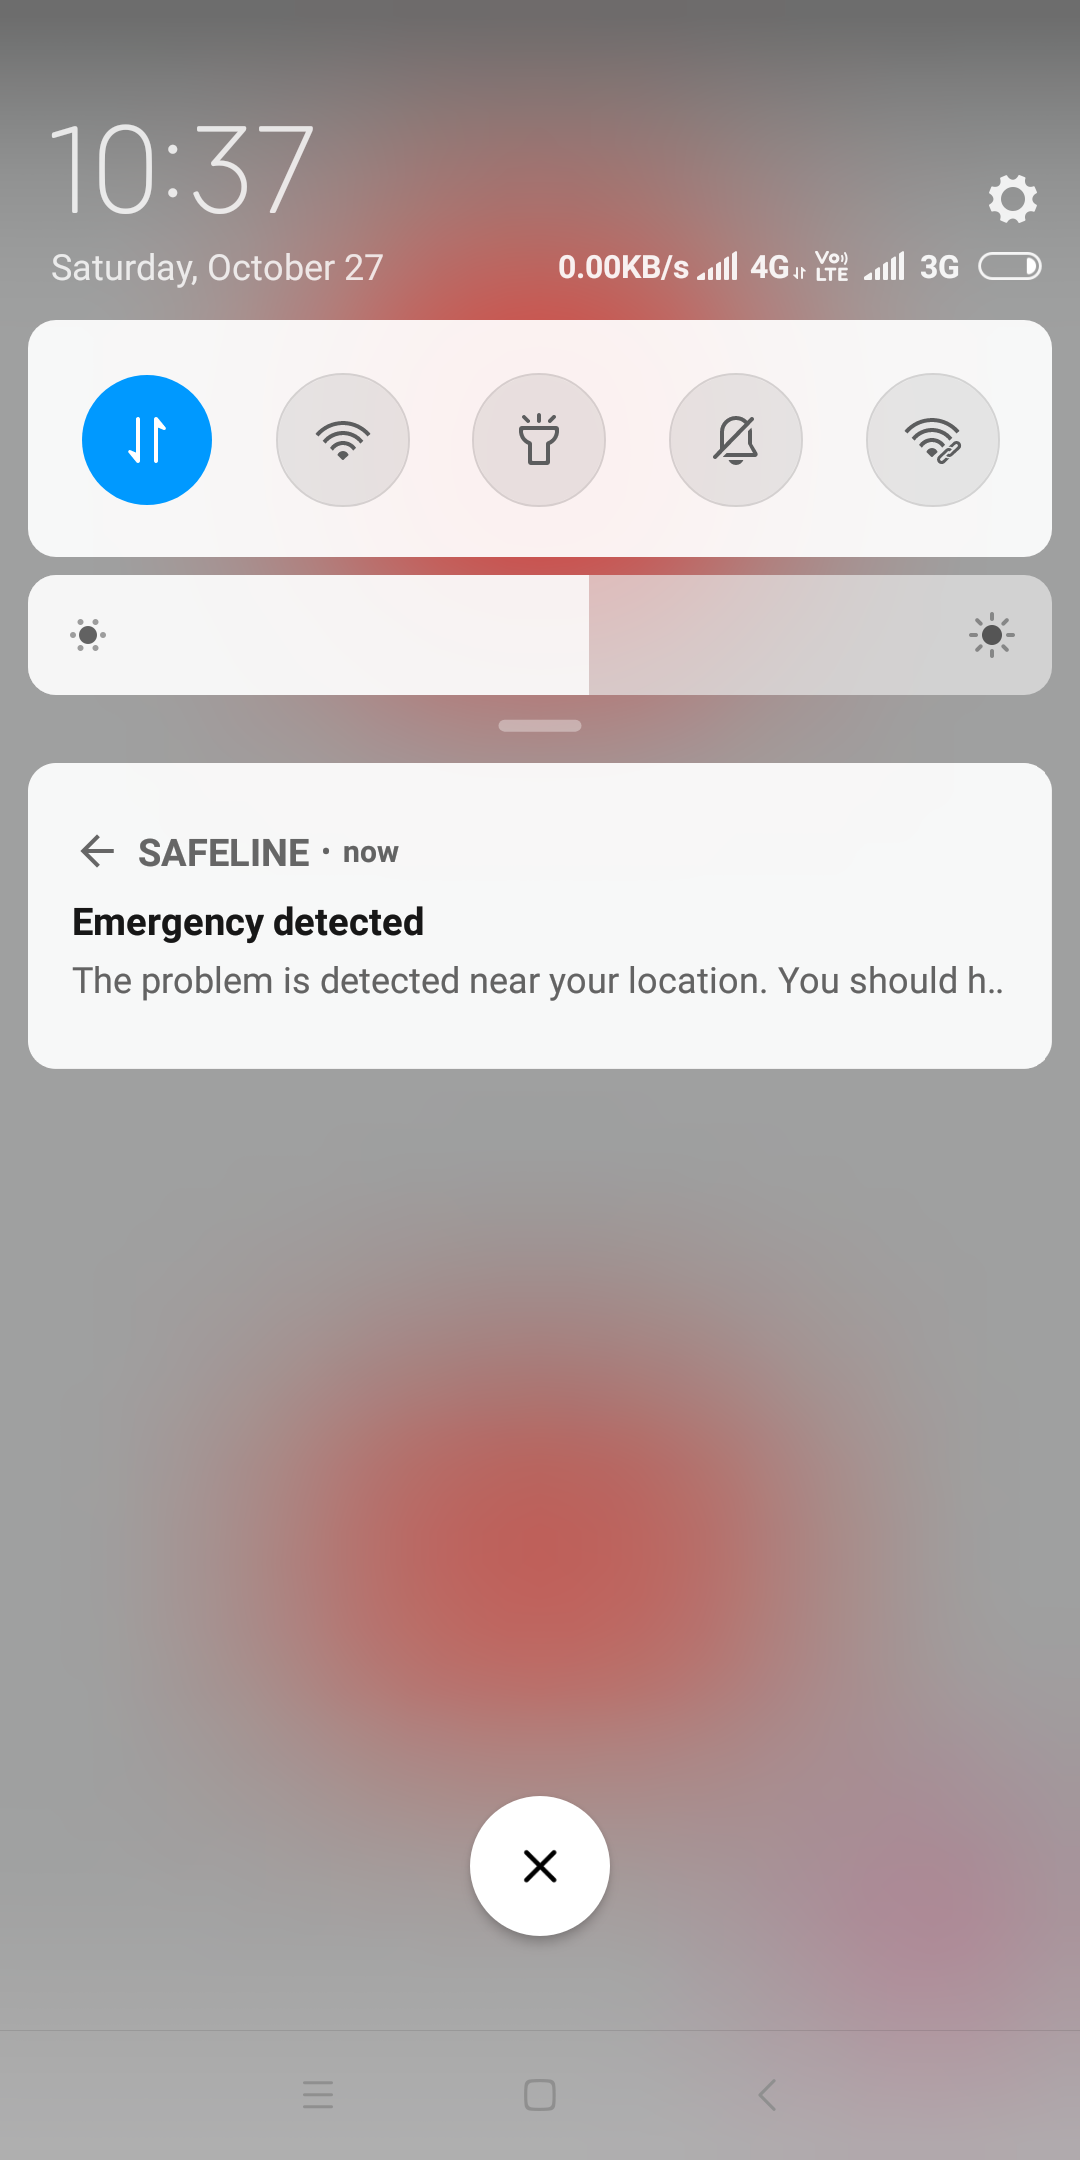 10:37
Saturday, October 27
0.00KB/s 4G Vo LTE 3G
SAFELINE • now
Emergency detected
The problem is detected near your location. You should h..